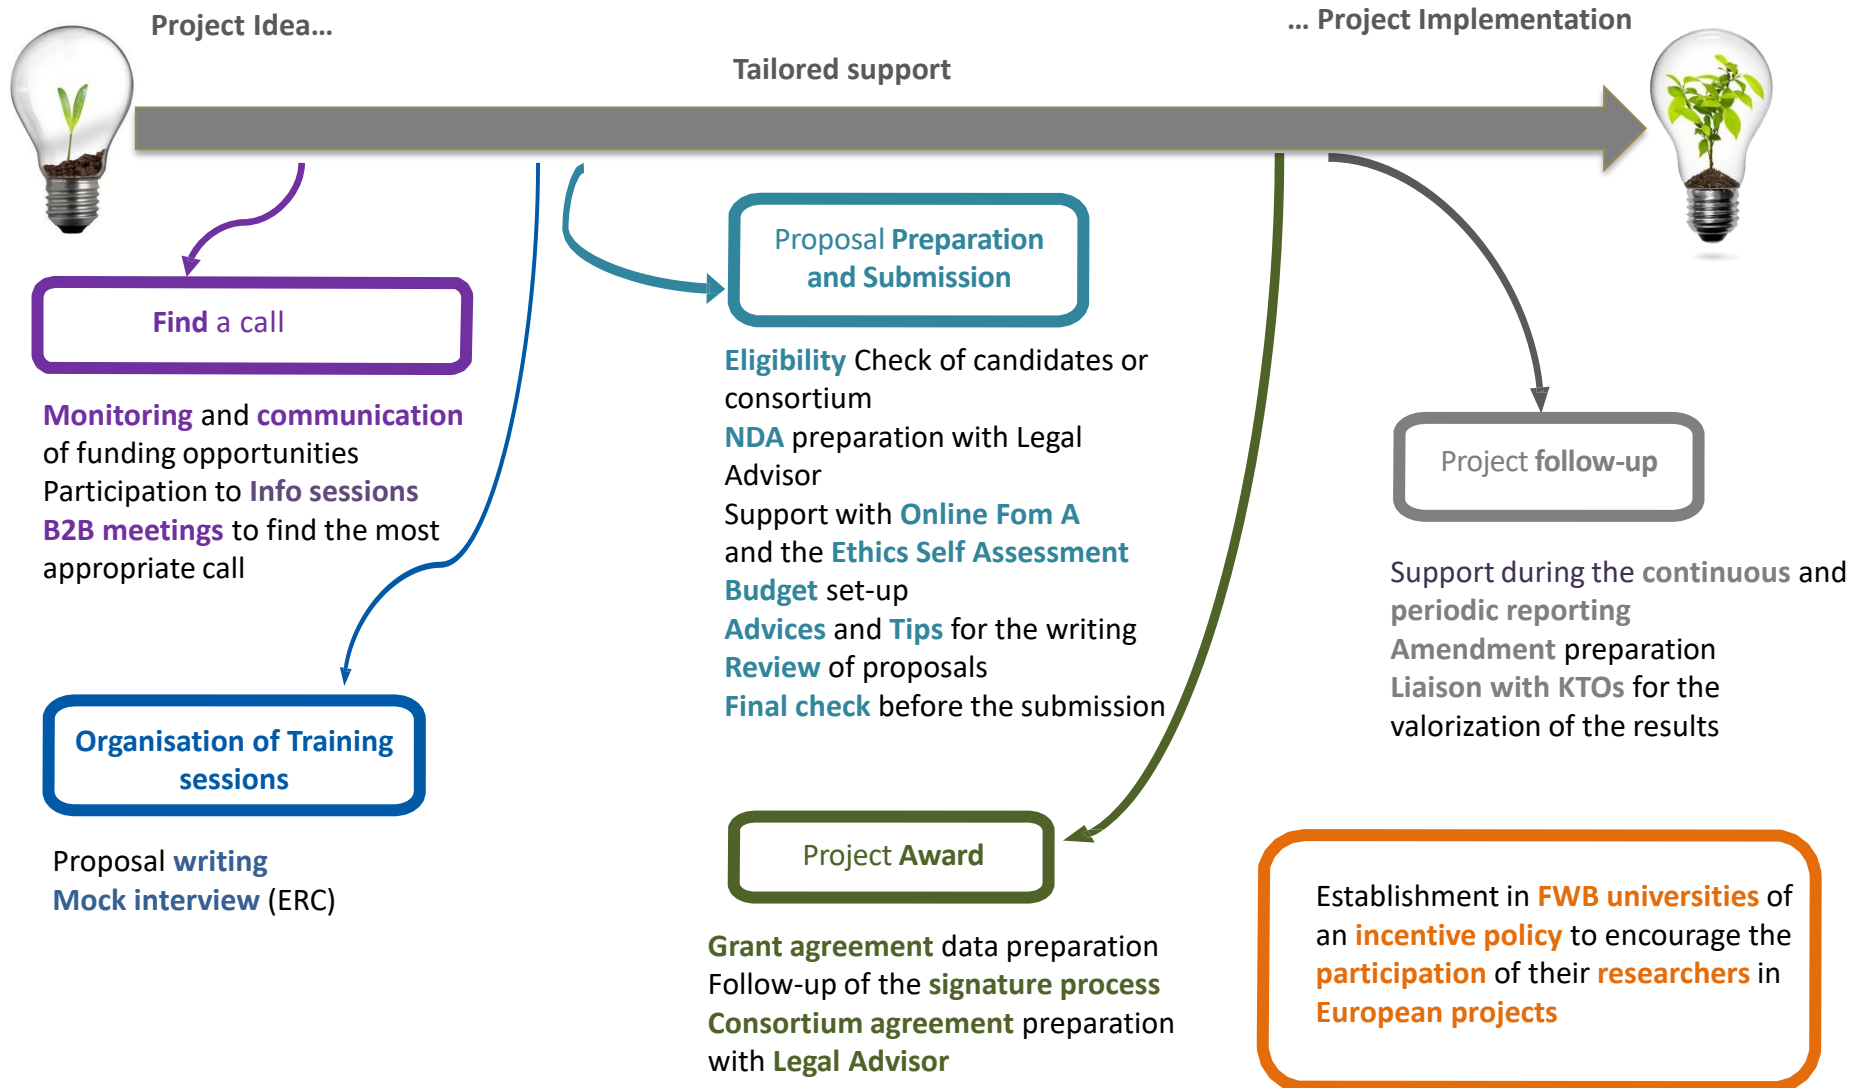 Project Idea...
... Project Implementation
Tailored support
Find a call
Monitoring and communication
of funding opportunities
Participation to Info sessions
B2B meetings to find the most
appropriate call
Organisation of Training
sessions
Proposal writing
Mock interview (ERC)
Proposal Preparation
and Submission
Eligibility Check of candidates or
consortium
NDA preparation with Legal
Advisor
Support with Online Fom A
and the Ethics Self Assessment
Budget set-up
Advices and Tips for the writing
Review of proposals
Final check before the submission
Project Award
Grant agreement data preparation
Follow-up of the signature process
Consortium agreement preparation
with Legal Advisor
Project follow-up
Support during the continuous and
periodic reporting
Amendment preparation
Liaison with KTOs for the
valorization of the results
Establishment in FWB universities of
an incentive policy to encourage the
participation of their researchers in
European projects